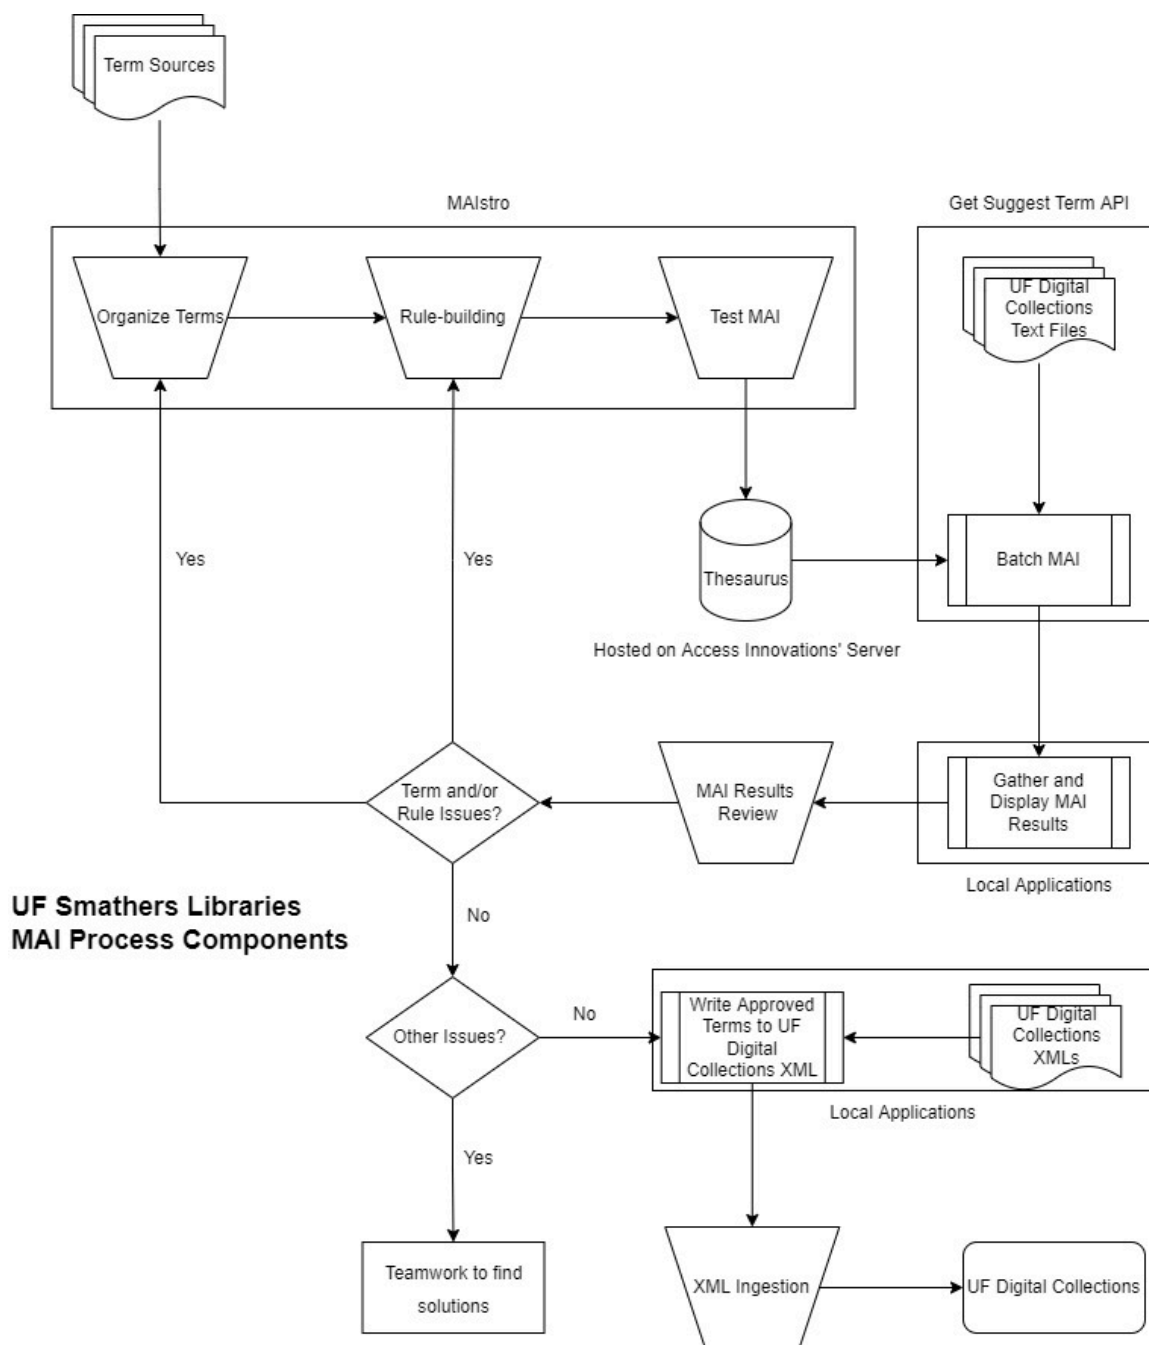 Term Sources
MAIstro
Get Suggest Term API
Organize Terms
Rule-building
Test MAI
UF Digital
Collections
Text Files
Yes
Yes
Thesaurus
Batch MAI
Hosted on Access Innovations' Server
Term and/or
Rule Issues?
MAI Results
Review
Gather and
Display MAI
Results
Local Applications
UF Smathers Libraries
MAI Process Components
No
Other Issues?
No
Write Approved
Terms to UF
Digital
Collections XML
UF Digital
Collections
XMLs
Local Applications
Yes
Teamwork to find
solutions
XML Ingestion
UF Digital Collections